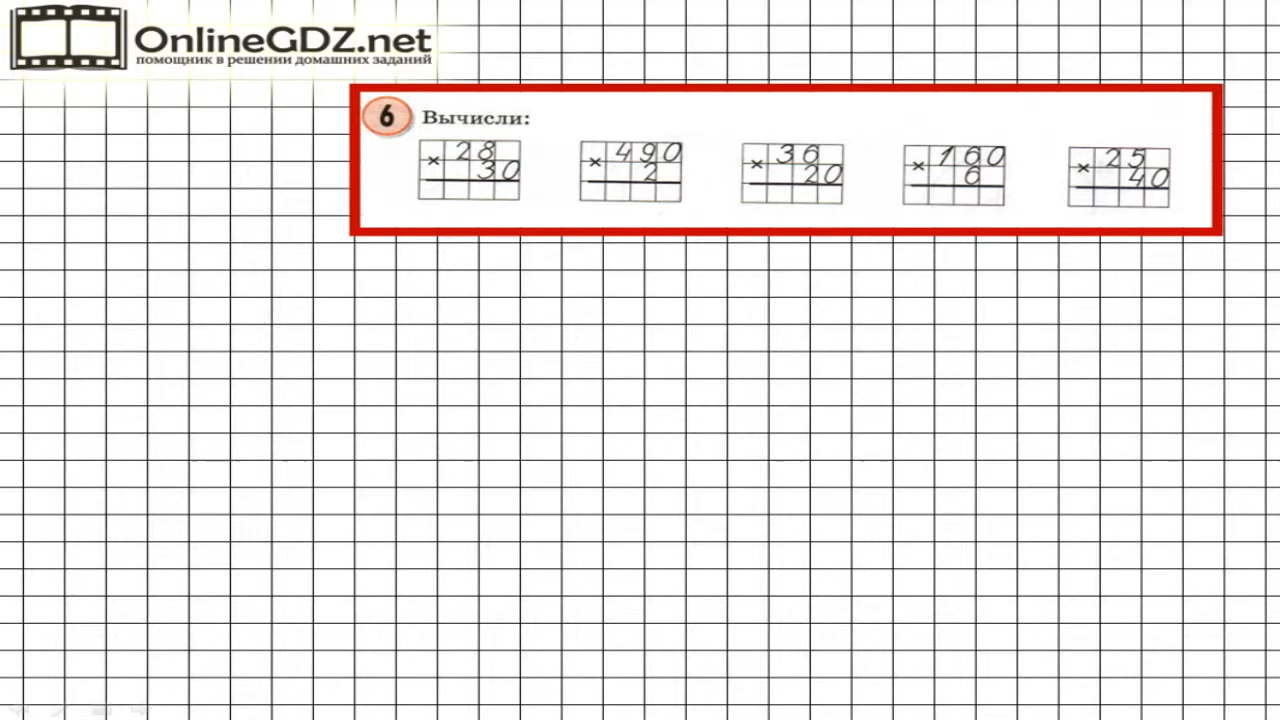 OnlineGDZ.net
помощник в решении домашних заданий
6 Вычисли:
× 28 × 490 × 36 × 160 × 25
30 2 20 6 40